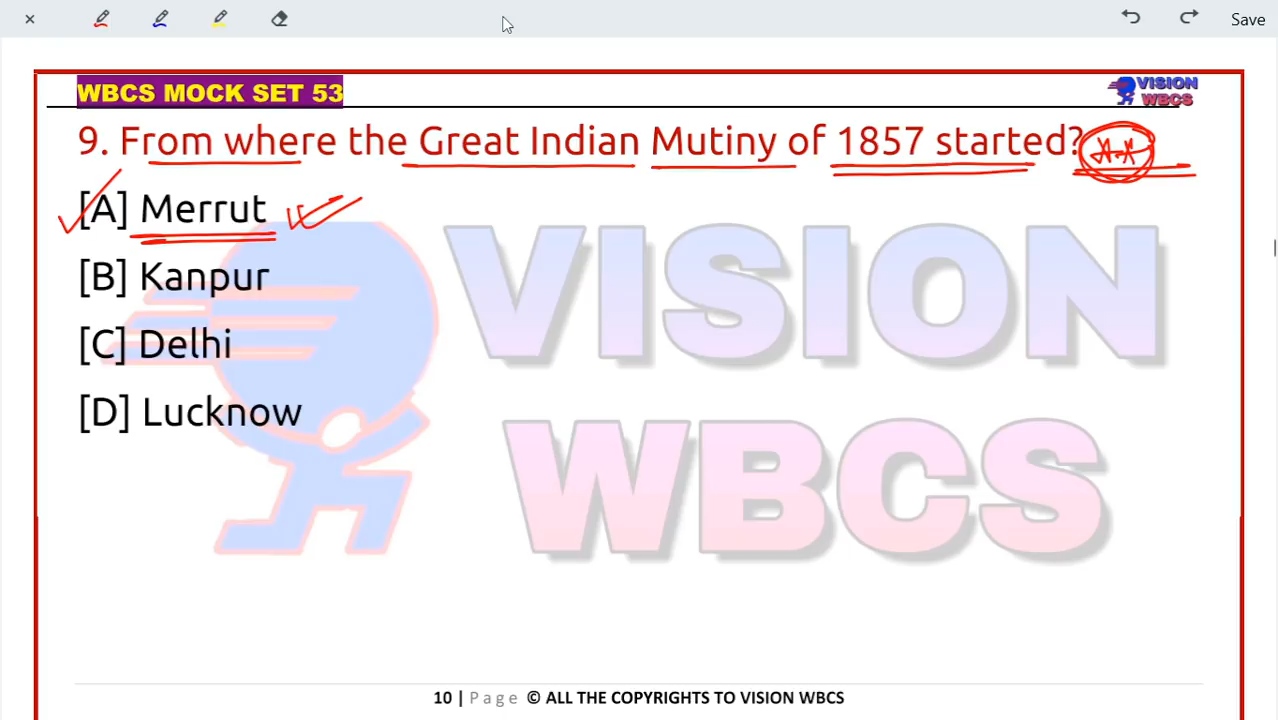 Save
WBCS MOCK SET 53
VISION
WBCS
9. From where the Great Indian Mutiny of 1857 started?
[A] Merrut
[B] Kanpur
[C] Delhi
[D] Lucknow
VISION
WBCS
10 | Page © ALL THE COPYRIGHTS TO VISION WBCS